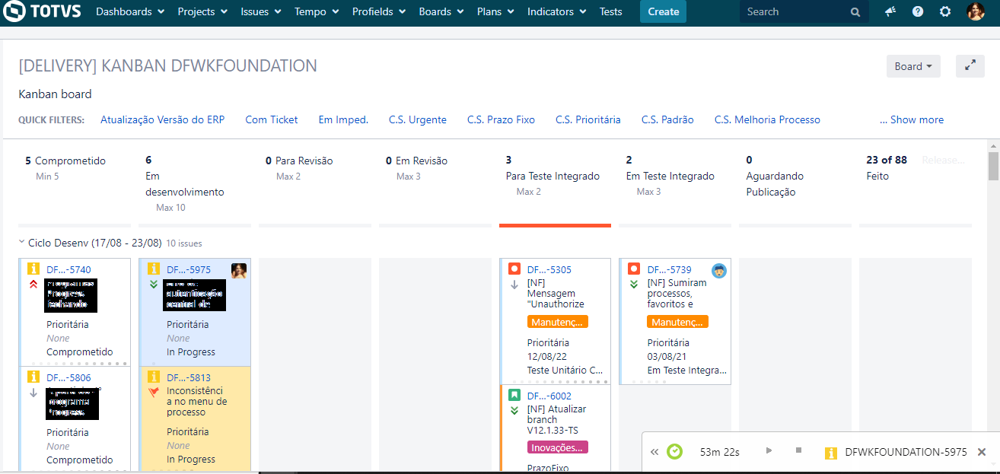 TOTVS Dashboards Projects Issues Tempo Profields Boards Plans Indicators Tests Create Search
[DELIVERY] KANBAN DFWKFOUNDATION
Board
Kanban board
QUICK FILTERS: Atualização Versão do ERP Com Ticket Em Imped. C.S. Urgente C.S. Prazo Fixo C.S. Prioritária C.S. Padrão C.S. Melhoria Processo ... Show more
5 Comprometido
Min 5
6
Em
desenvolvimento
Max 10
0 Para Revisão
Max 2
0 Em Revisão
Max 3
3
Para Teste Integrado
Max 2
2
Em Teste Integrado
Max 3
0
Aguardando
Publicação
23 of 88 Release...
Feito
Ciclo Desenv (17/08 - 23/08) 10 issues
DF...-5740
Programas
Progress
fechando
Prioritária
None
Comprometido
DF...-5806
programa
Progress
Prioritária
None
Comprometido
DF...-5975
autenticação
central de
Prioritária
None
In Progress
DF...-5813
Inconsistênci
a no menu de
processo
Prioritária
None
In Progress
DF...-5305
[NF]
Mensagem
"Unauthorize
Manutenç...
Prioritária
12/08/22
Teste Unitário C...
DF...-6002
[NF] Atualizar
branch
V12.1.33-TS
Inovações...
PrazoFixo
DF...-5739
[NF] Sumiram
processos,
favoritos e
Manutenç...
Prioritária
03/08/21
Em Teste Integra...
53m 22s DFWKFOUNDATION-5975